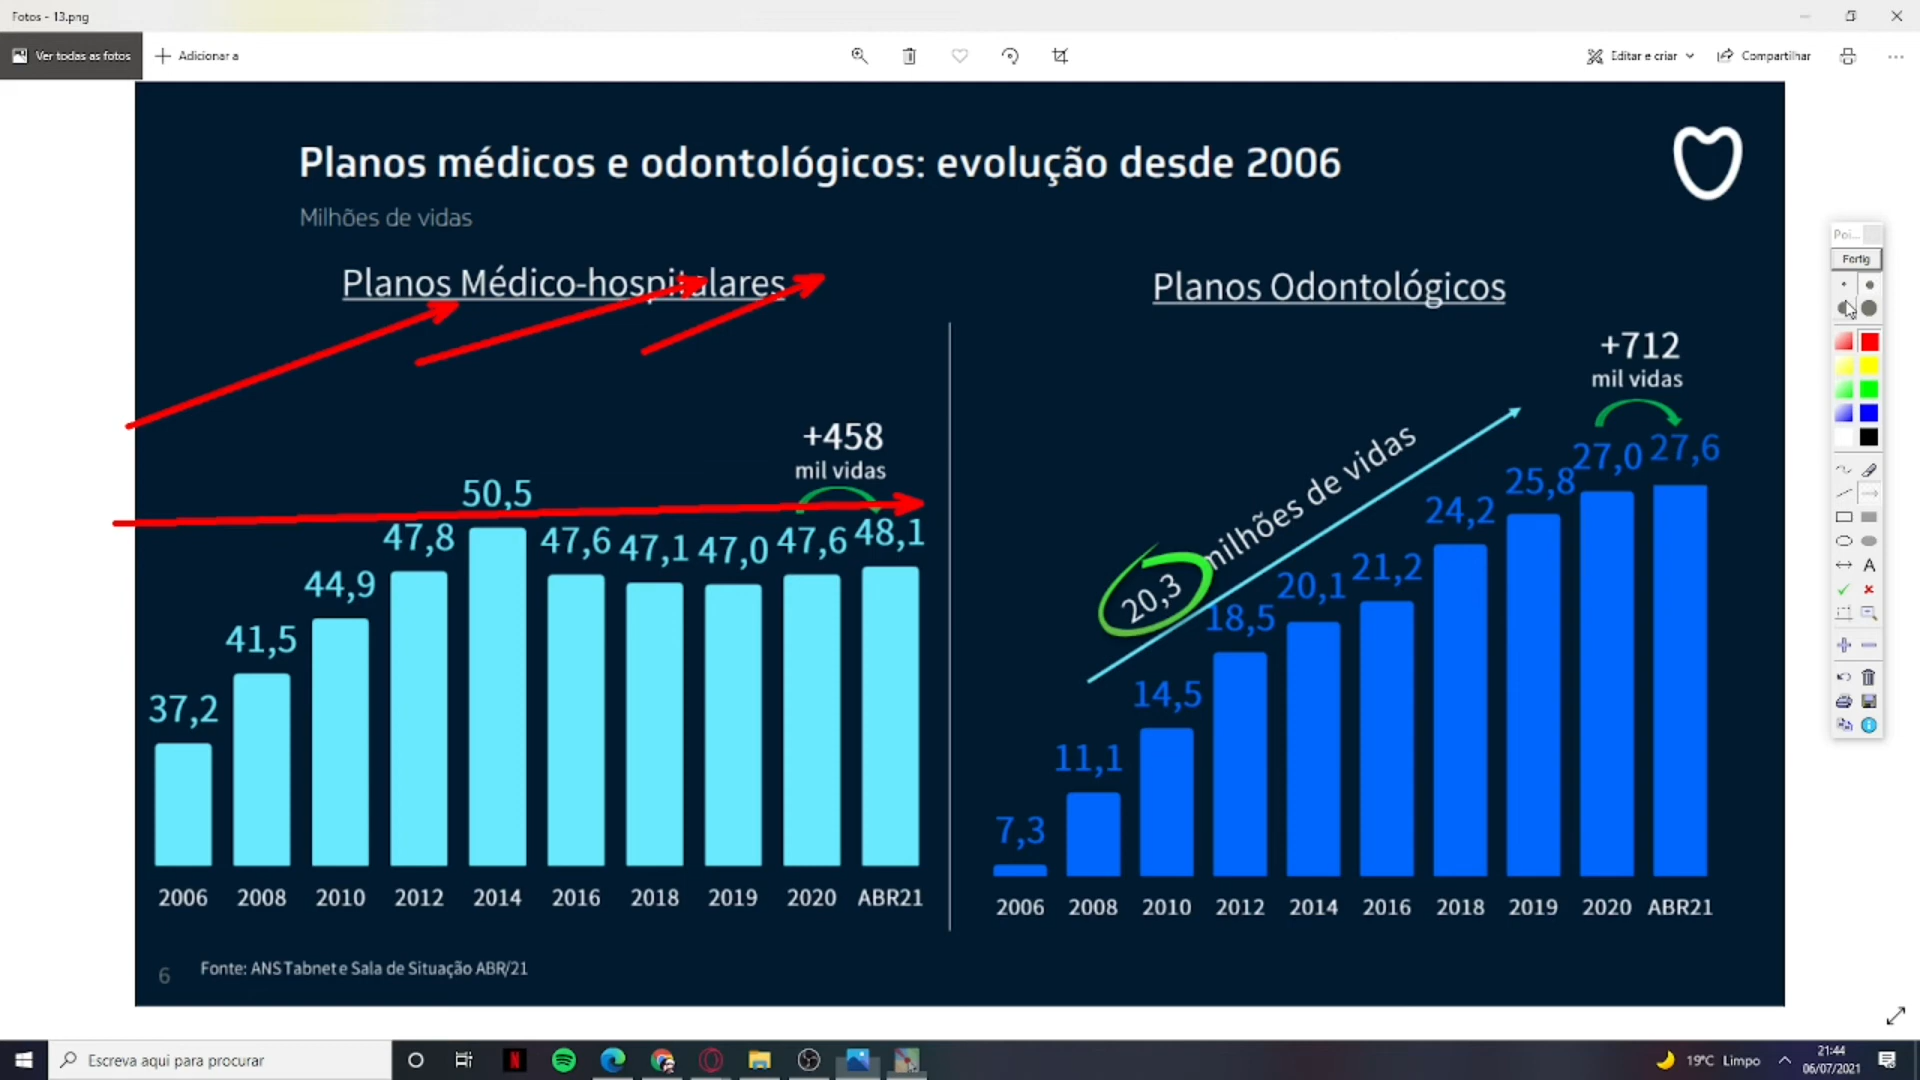 Fotos - 13.png
Ver todas as fotos
Adicionar a
Editar e criar
Compartilhar
Planos médicos e odontológicos: evolução desde 2006
Milhões de vidas
Planos Médico-hospitalares
+458
mil vidas
37,2
41,5
44,9
47,8
50,5
47,6
47,1
47,0
47,6
48,1
2006
2008
2010
2012
2014
2016
2018
2019
2020
ABR21
Planos Odontológicos
+712
mil vidas
20,3 milhões de vidas
7,3
11,1
14,5
18,5
20,1
21,2
24,2
25,8
27,0
27,6
2006
2008
2010
2012
2014
2016
2018
2019
2020
ABR21
6
Fonte: ANS Tabnet e Sala de Situação ABR/21
Poi...
Fertig
A
Escreva aqui para procurar
19°C Limpo
21:44
06/07/2021